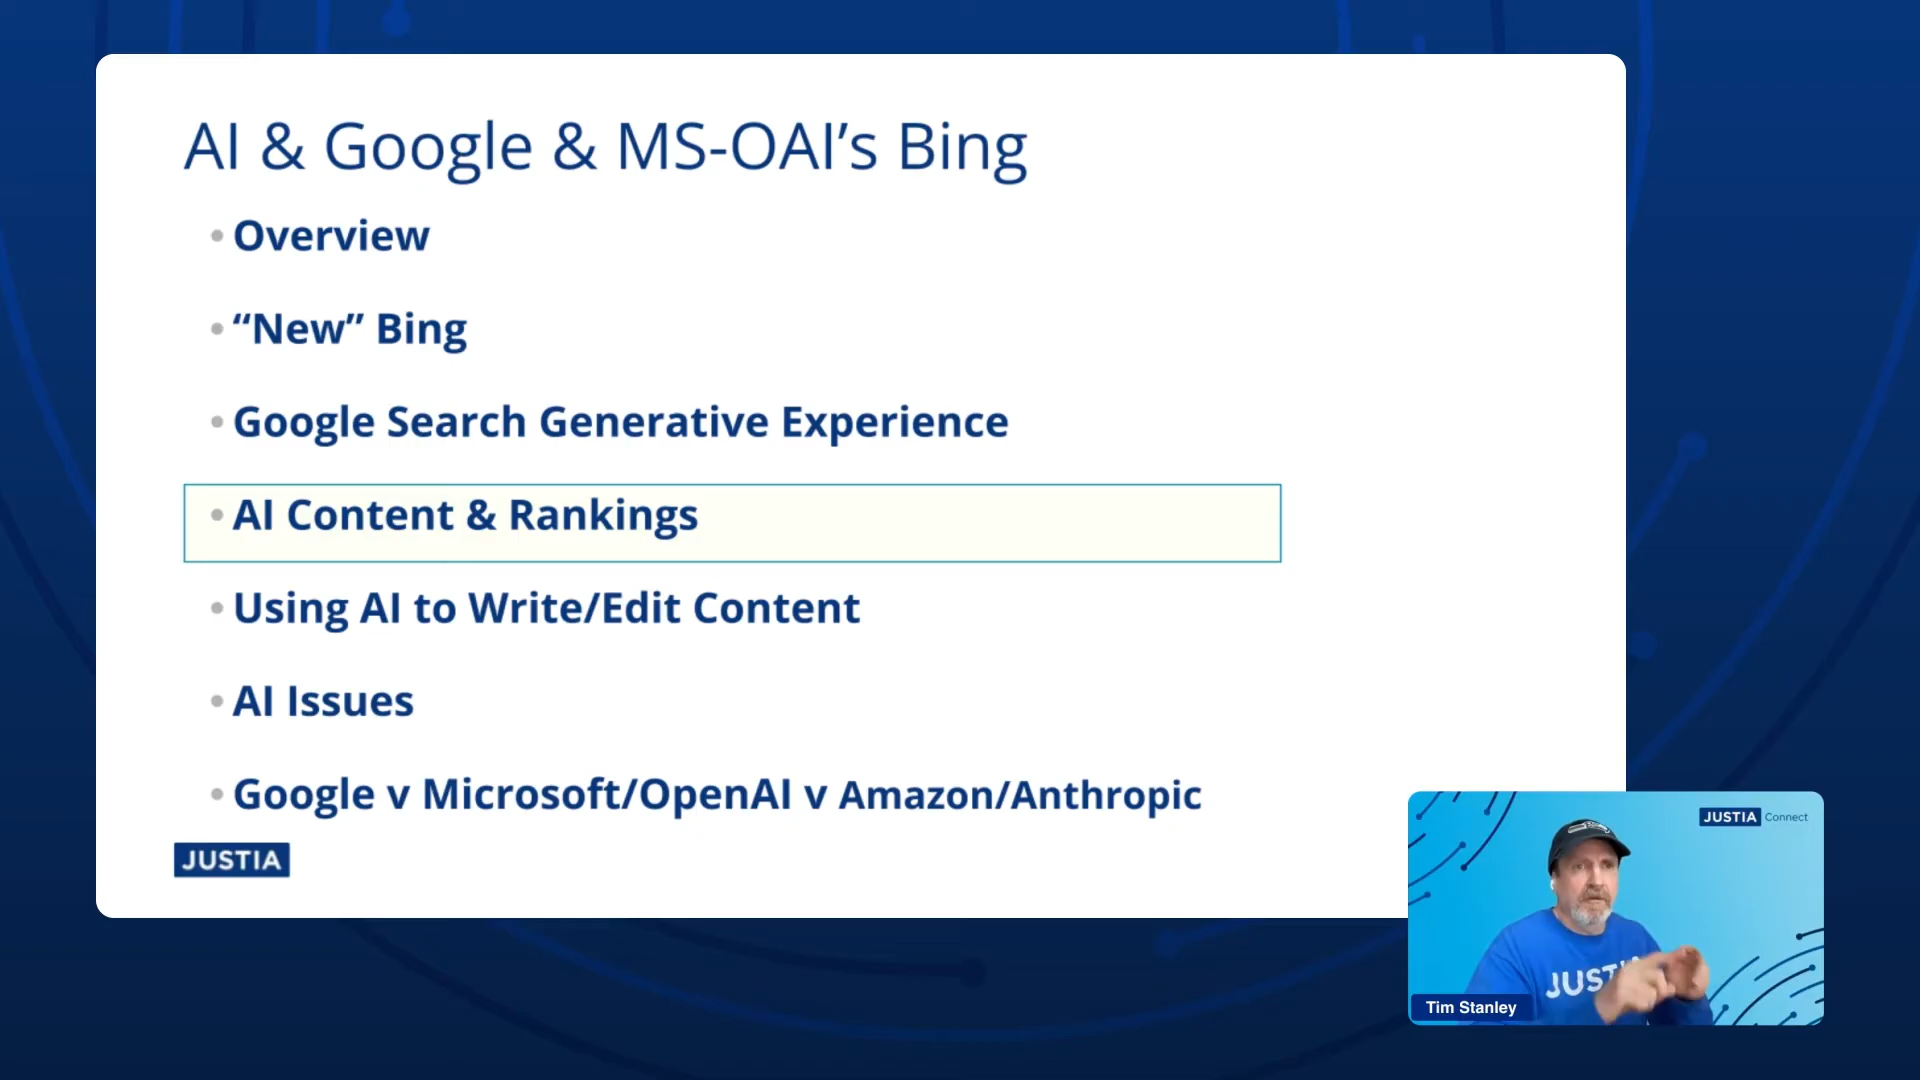 AI & Google & MS-OAI’s Bing
• Overview
• “New” Bing
• Google Search Generative Experience
• AI Content & Rankings
• Using AI to Write/Edit Content
• AI Issues
• Google v Microsoft/OpenAI v Amazon/Anthropic
JUSTIA
JUSTIA Connect
JUSTI
Tim Stanley